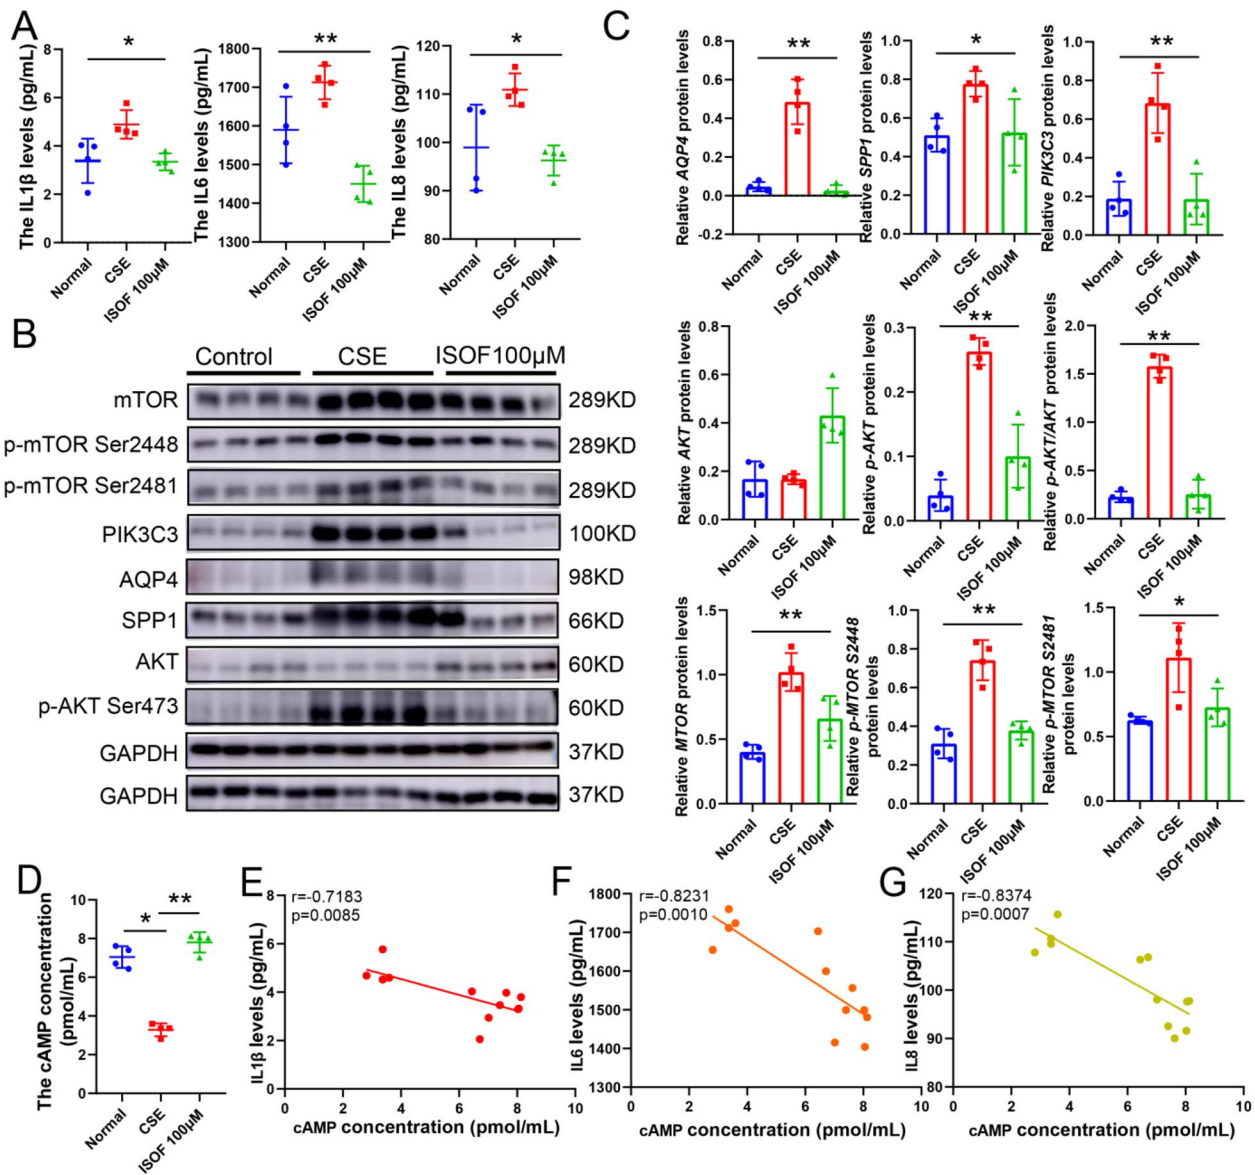 A
The IL1β levels (pg/mL)
8
6
4
2
0
*
Normal
CSE
ISOF 100μM
The IL6 levels (pg/mL)
1800
1700
1600
1500
1400
1300
**
Normal
CSE
ISOF 100μM
The IL8 levels (pg/mL)
120
110
100
90
80
*
Normal
CSE
ISOF 100μM
B
Control
CSE
ISOF100μM
mTOR
289KD
p-mTOR Ser2448
289KD
p-mTOR Ser2481
289KD
PIK3C3
100KD
AQP4
98KD
SPP1
66KD
AKT
60KD
p-AKT Ser473
60KD
GAPDH
37KD
GAPDH
37KD
C
Relative AQP4 protein levels
0.8
0.6
0.4
0.2
0.0
-0.2
**
Normal
CSE
ISOF 100μM
Relative SPP1 protein levels
1.0
0.8
0.6
0.4
0.2
0.0
*
Normal
CSE
ISOF 100μM
Relative PIK3C3 protein levels
1.0
0.8
0.6
0.4
0.2
0.0
**
Normal
CSE
ISOF 100μM
Relative AKT protein levels
0.8
0.6
0.4
0.2
0.0
Normal
CSE
ISOF 100μM
Relative p-AKT protein levels
0.3
0.2
0.1
0.0
**
Normal
CSE
ISOF 100μM
Relative p-AKT/AKT protein levels
2.0
1.5
1.0
0.5
0.0
**
Normal
CSE
ISOF 100μM
Relative MTOR protein levels
1.5
1.0
0.5
0.0
**
Normal
CSE
ISOF 100μM
Relative p-MTOR S2448
protein levels
1.0
0.8
0.6
0.4
0.2
0.0
**
Normal
CSE
ISOF 100μM
Relative p-MTOR S2481
protein levels
1.5
1.0
0.5
0.0
*
Normal
CSE
ISOF 100μM
D
The cAMP concentration
(pmol/mL)
10
8
6
4
2
0
*
**
Normal
CSE
ISOF 100μM
E
r=-0.7183
p=0.0085
IL1β levels (pg/mL)
8
6
4
2
0
0
2
4
6
8
10
cAMP concentration (pmol/mL)
F
r=-0.8231
p=0.0010
IL6 levels (pg/mL)
1800
1700
1600
1500
1400
1300
0
2
4
6
8
10
cAMP concentration (pmol/mL)
G
r=-0.8374
p=0.0007
IL8 levels (pg/mL)
120
110
100
90
80
0
2
4
6
8
10
cAMP concentration (pmol/mL)